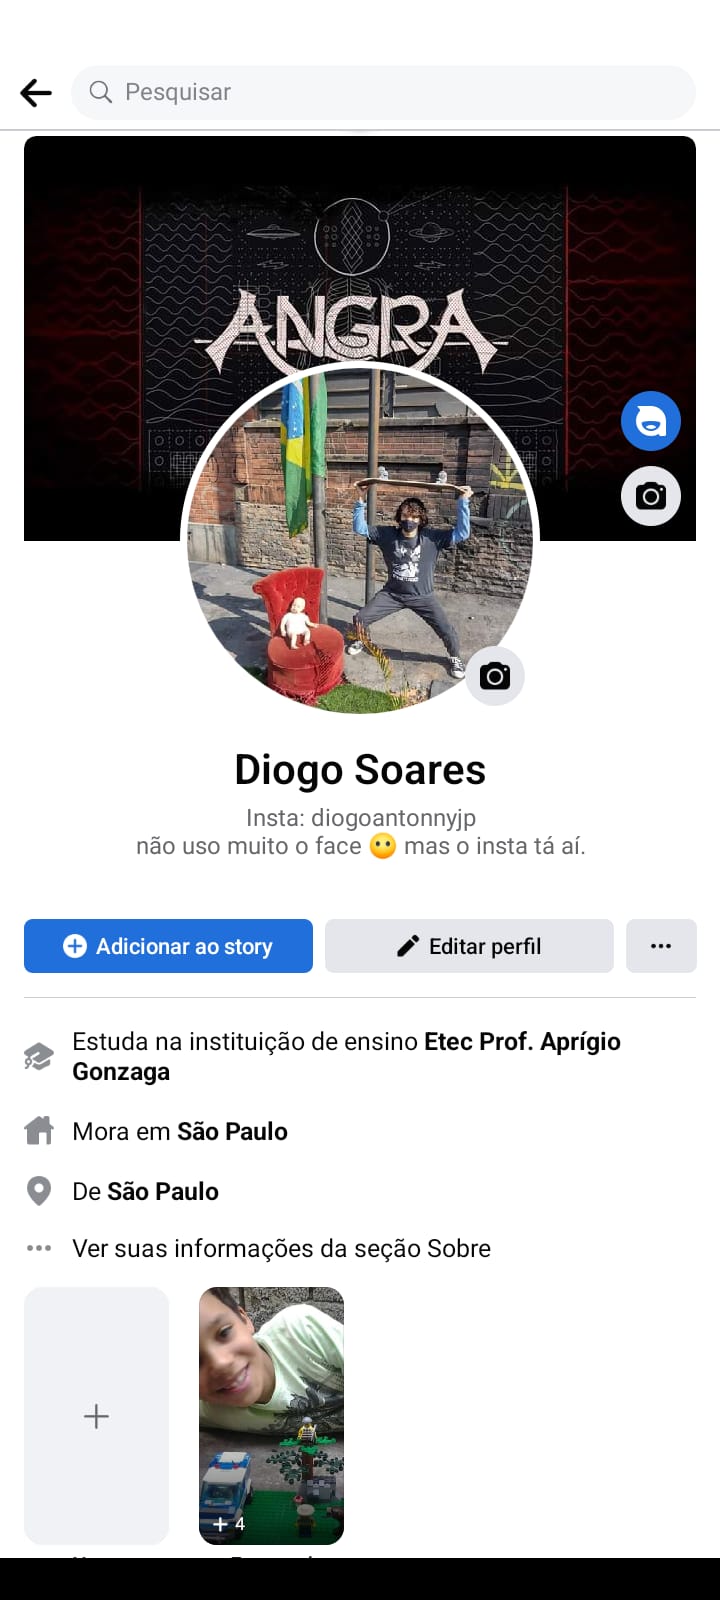 Pesquisar
ANGRA
Diogo Soares
Insta: diogoantonnyjp
não uso muito o face 😶 mas o insta tá aí.
Adicionar ao story
Editar perfil
Estuda na instituição de ensino Etec Prof. Aprígio
Gonzaga
Mora em São Paulo
De São Paulo
Ver suas informações da seção Sobre
+ 4